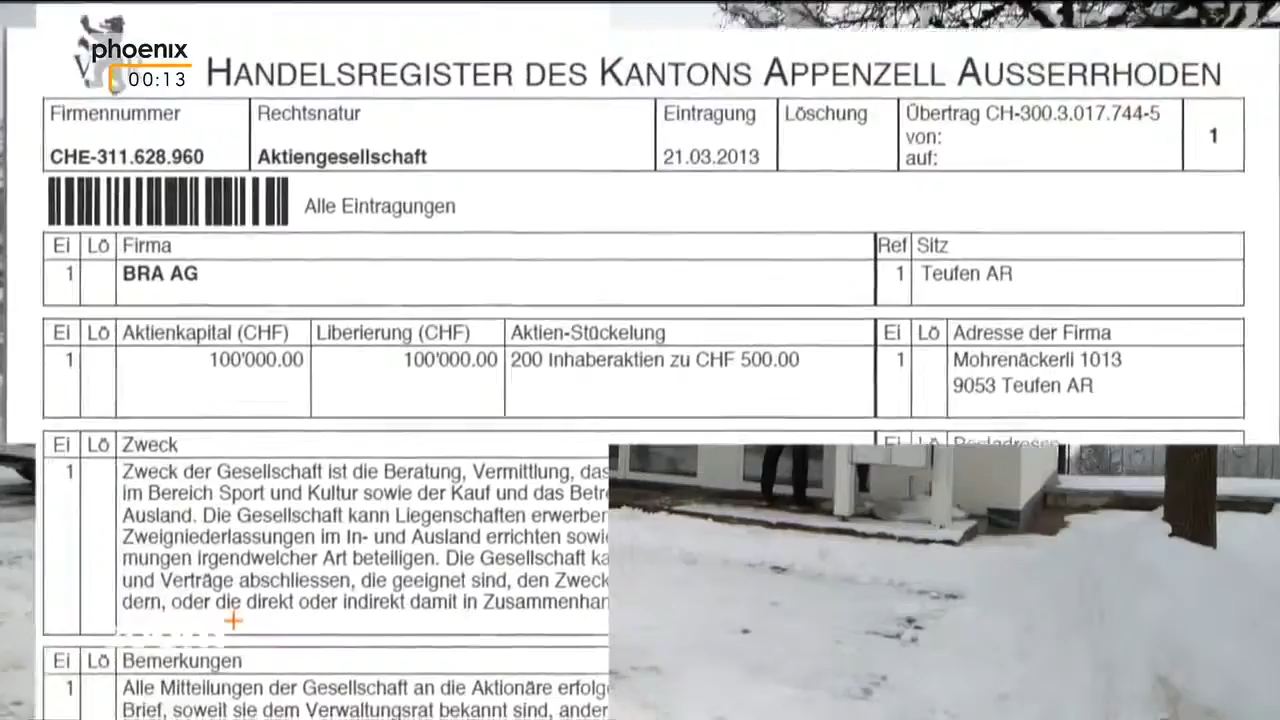 phoenix
00:13
HANDELSREGISTER DES KANTONS APPENZELL AUSSERRHODEN
Firmennummer Rechtsnatur Eintragung Löschung Übertrag CH-300.3.017.744-5
von:
auf:
1
CHE-311.628.960 Aktiengesellschaft 21.03.2013
Alle Eintragungen
Ei Lö Firma Ref Sitz
1 BRA AG 1 Teufen AR
Ei Lö Aktienkapital (CHF) Liberierung (CHF) Aktien-Stückelung Ei Lö Adresse der Firma
1 100'000.00 100'000.00 200 Inhaberaktien zu CHF 500.00 1 Mohrenäckerli 1013
9053 Teufen AR
Ei Lö Zweck
1 Zweck der Gesellschaft ist die Beratung, Vermittlung, das
im Bereich Sport und Kultur sowie der Kauf und das Betre
Ausland. Die Gesellschaft kann Liegenschaften erwerben
Zweigniederlassungen im In- und Ausland errichten sowi
mungen irgendwelcher Art beteiligen. Die Gesellschaft ka
und Verträge abschliessen, die geeignet sind, den Zweck
dern, oder die direkt oder indirekt damit in Zusammenhan
Ei Lö Bemerkungen
1 Alle Mitteilungen der Gesellschaft an die Aktionäre erfolge
Brief, soweit sie dem Verwaltungsrat bekannt sind, ander